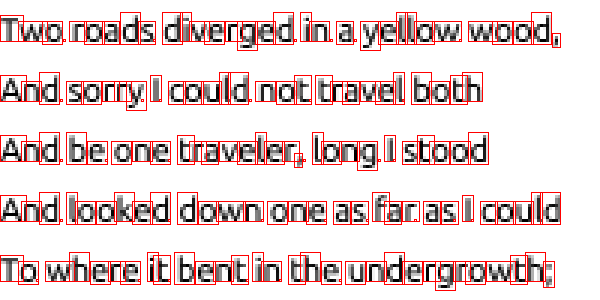 Two roads diverged in a yellow wood,
And sorry I could not travel both
And be one traveler, long I stood
And looked down one as far as I could
To where it bent in the undergrowth;